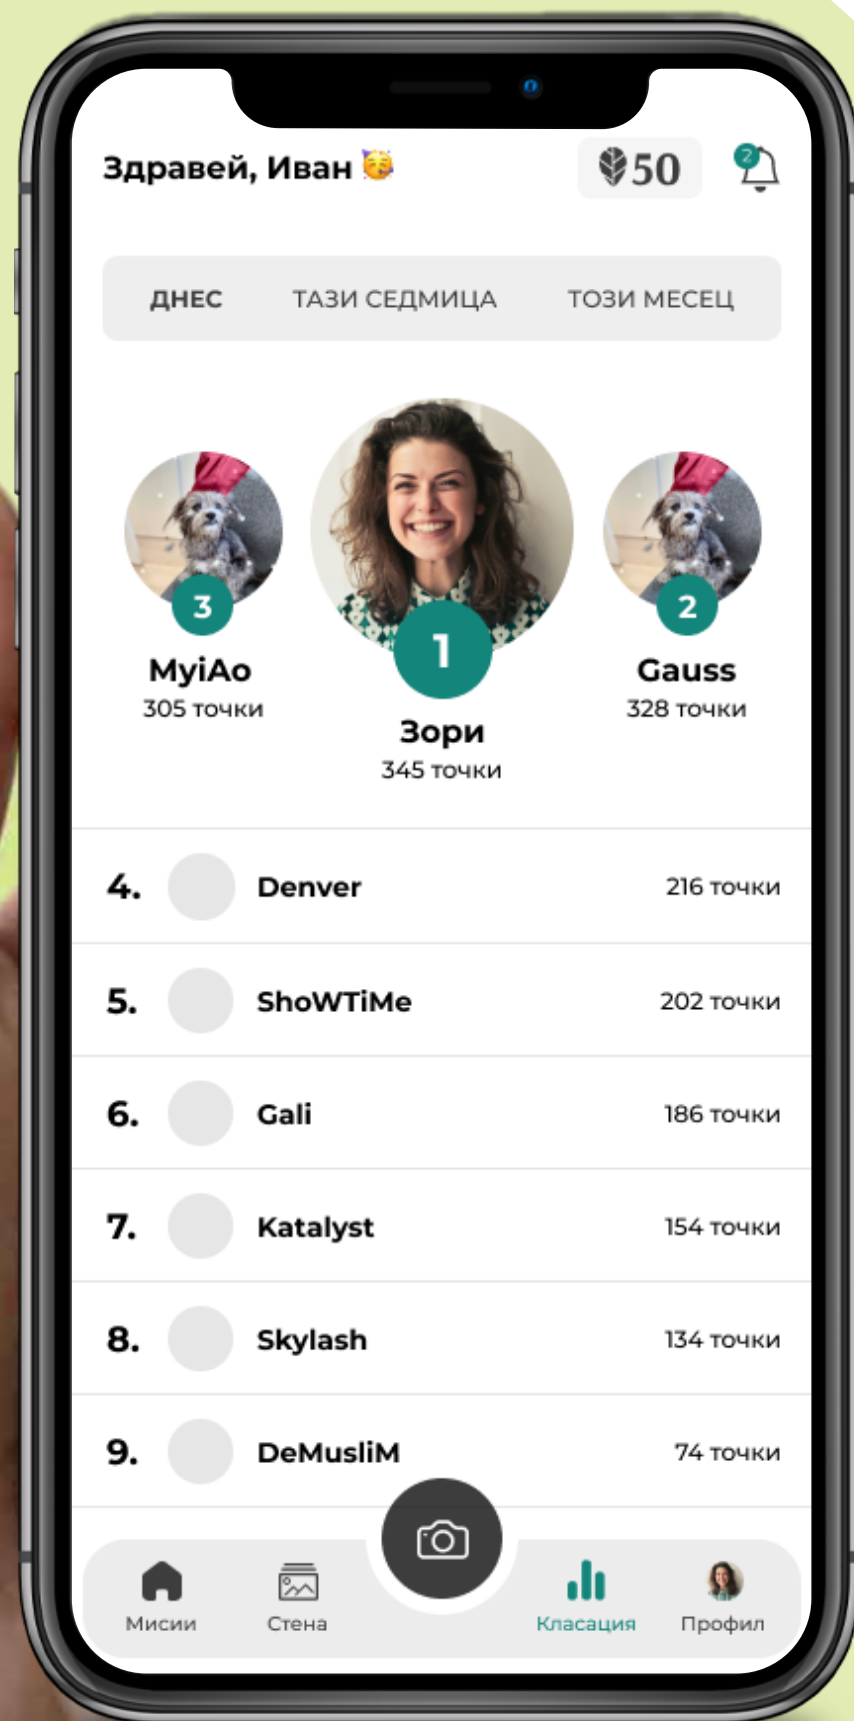 Здравей, Иван 🥳
50
2
ДНЕС ТАЗИ СЕДМИЦА ТОЗИ МЕСЕЦ
3
MyiAo
305 точки
1
Зори
345 точки
2
Gauss
328 точки
4. Denver 216 точки
5. ShoWTiMe 202 точки
6. Gali 186 точки
7. Katalyst 154 точки
8. Skylash 134 точки
9. DeMusliM 74 точки
Мисии Стена Класация Профил